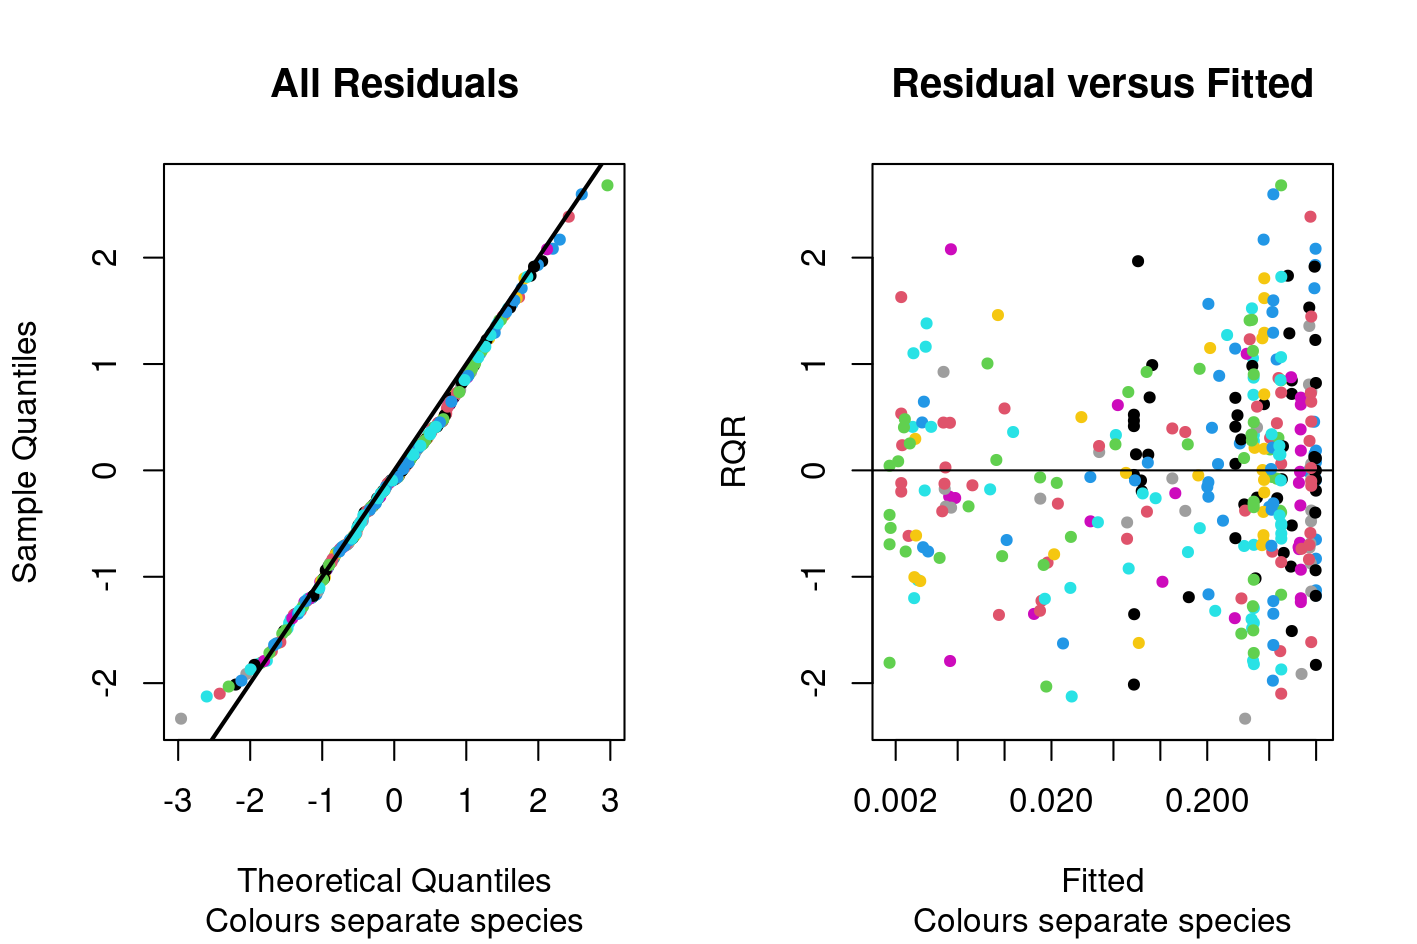 All Residuals
Sample Quantiles
2
1
0
-1
-2
-3 -2 -1 0 1 2 3
Theoretical Quantiles
Colours separate species
Residual versus Fitted
RQR
2
1
0
-1
-2
0.002 0.020 0.200
Fitted
Colours separate species